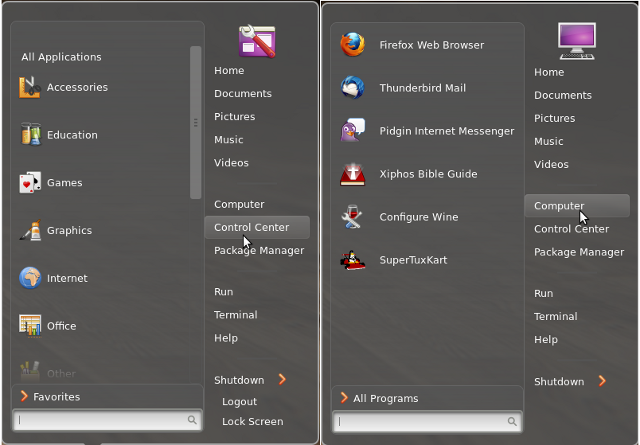 All Applications
Accessories
Education
Games
Graphics
Internet
Office
Other
Favorites
Home
Documents
Pictures
Music
Videos
Computer
Control Center
Package Manager
Run
Terminal
Help
Shutdown
Logout
Lock Screen
Firefox Web Browser
Thunderbird Mail
Pidgin Internet Messenger
Xiphos Bible Guide
Configure Wine
SuperTuxKart
All Programs
Home
Documents
Pictures
Music
Videos
Computer
Control Center
Package Manager
Run
Terminal
Help
Shutdown